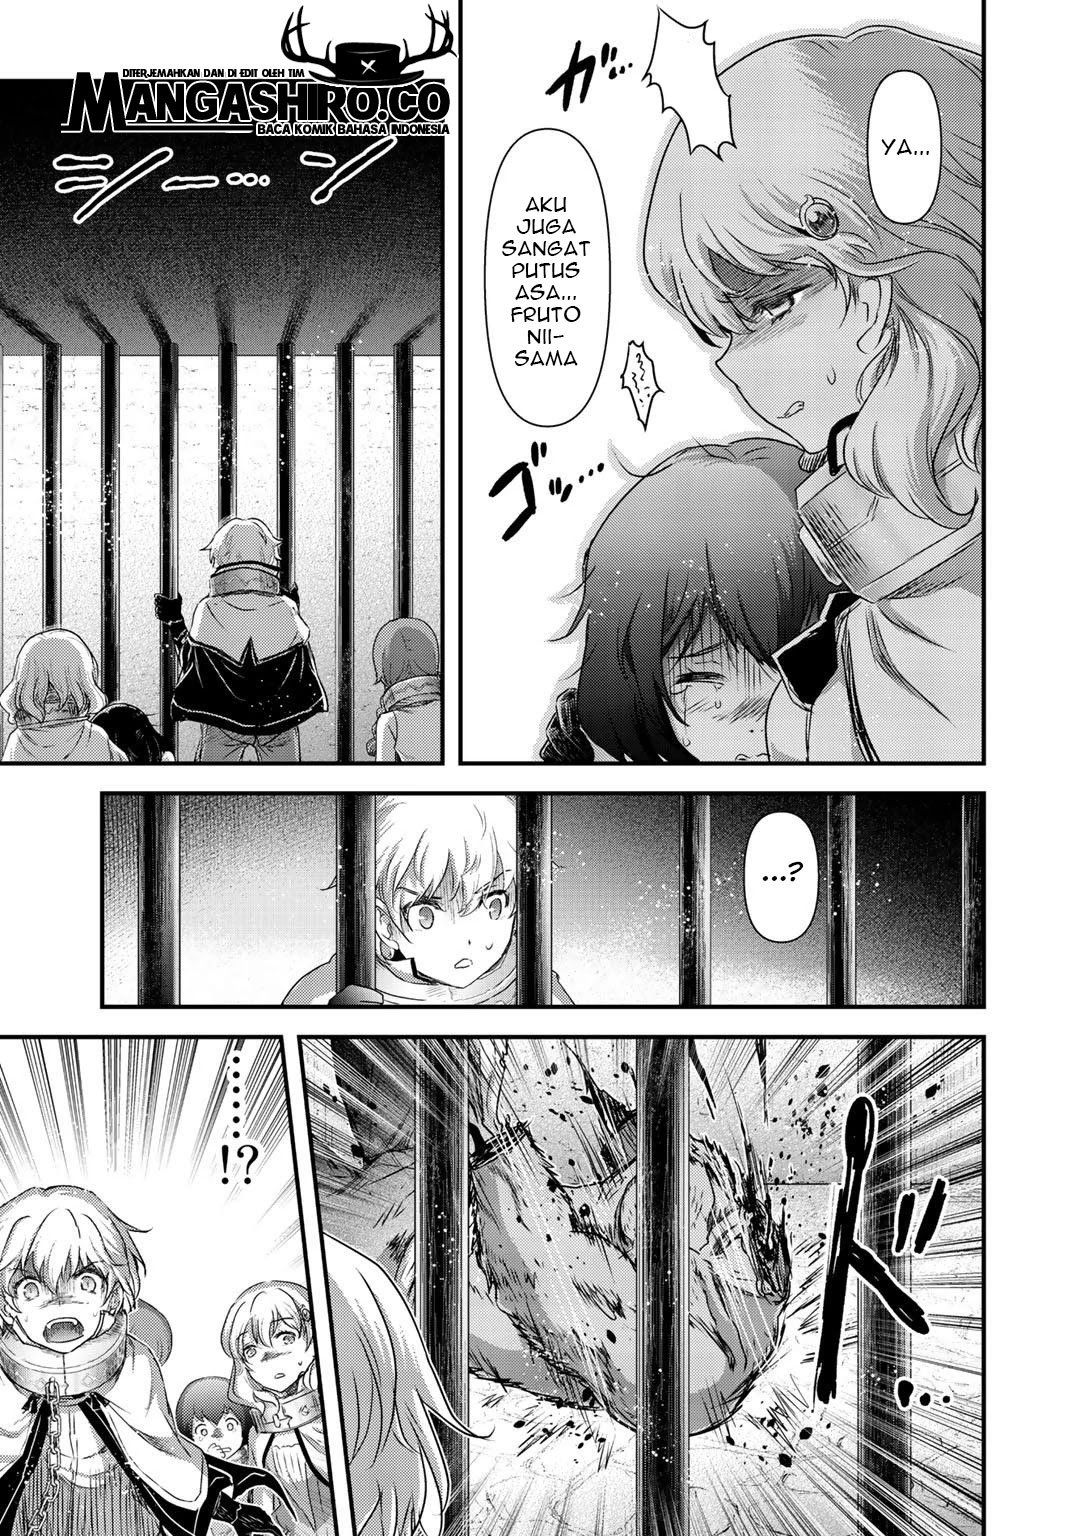 DITERJEMAHKAN DAN DI EDIT OLEH TIM
MANGASHIRO.CO
BACA KOMIK BAHASA INDONESIA
YA...
ガ...
AKU
JUGA
SANGAT
PUTUS
ASA...
FRUTO
NII-
SAMA
ゴッ...
シーーン
...?
ド...
......!?